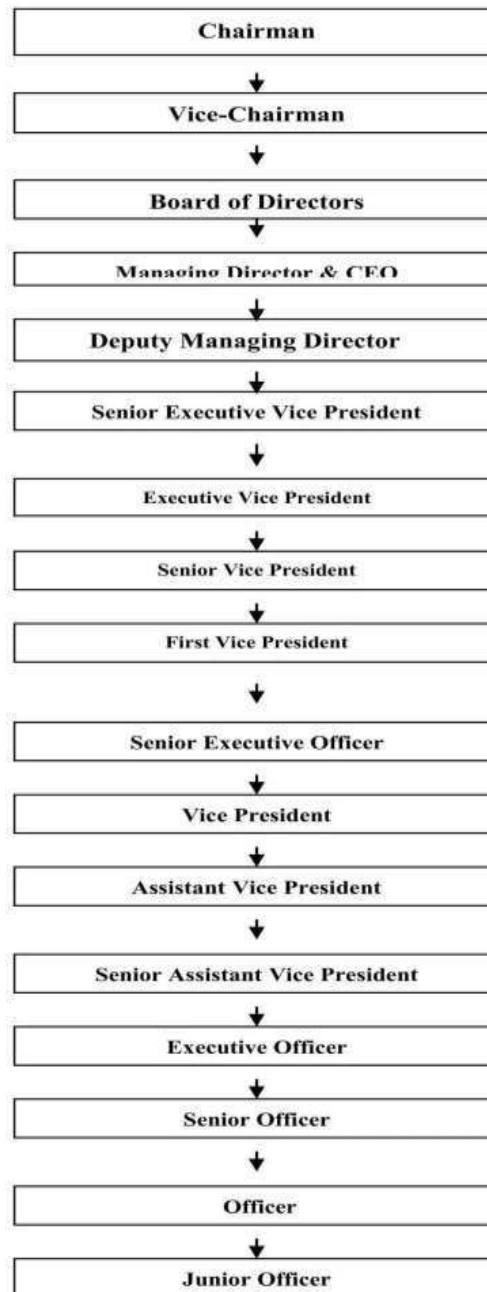 Chairman
Vice-Chairman
Board of Directors
Managing Director & CEO
Deputy Managing Director
Senior Executive Vice President
Executive Vice President
Senior Vice President
First Vice President
Senior Executive Officer
Vice President
Assistant Vice President
Senior Assistant Vice President
Executive Officer
Senior Officer
Officer
Junior Officer